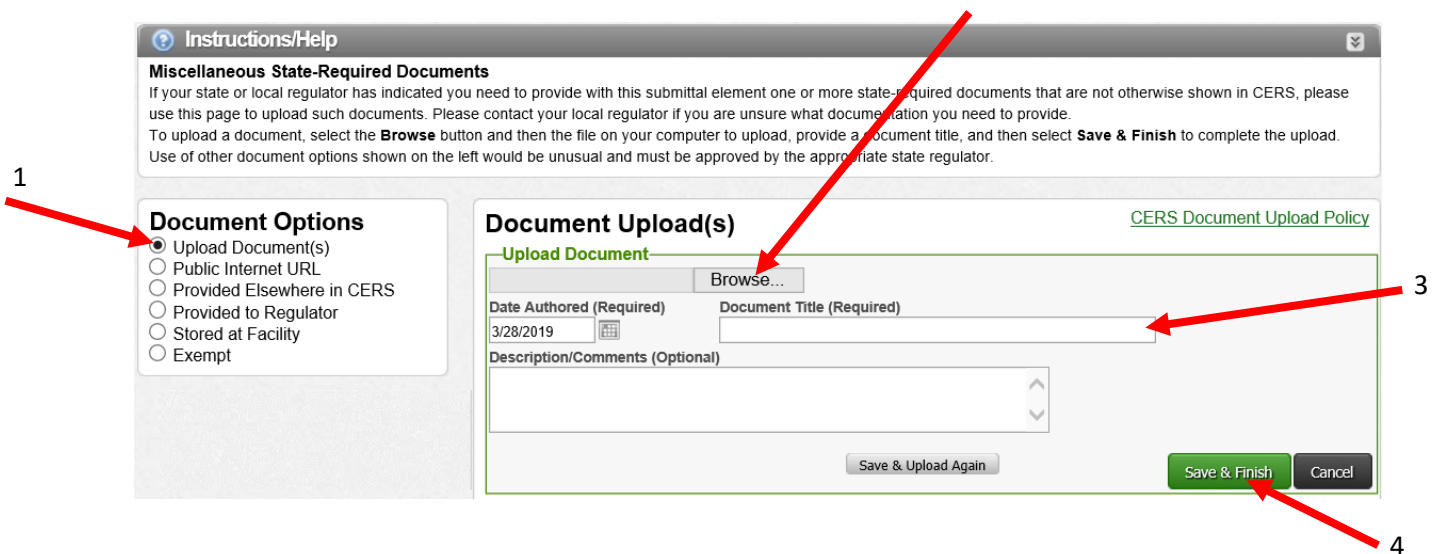 Instructions/Help
Miscellaneous State-Required Documents
If your state or local regulator has indicated you need to provide with this submittal element one or more state-required documents that are not otherwise shown in CERS, please
use this page to upload such documents. Please contact your local regulator if you are unsure what documentation you need to provide.
To upload a document, select the Browse button and then the file on your computer to upload, provide a document title, and then select Save & Finish to complete the upload.
Use of other document options shown on the left would be unusual and must be approved by the appropriate state regulator.
1
Document Options
Upload Document(s)
Public Internet URL
Provided Elsewhere in CERS
Provided to Regulator
Stored at Facility
Exempt
Document Upload(s)
CERS Document Upload Policy
Upload Document
Browse...
3
Date Authored (Required) Document Title (Required)
3/28/2019
Description/Comments (Optional)
Save & Upload Again
Save & Finish
Cancel
4